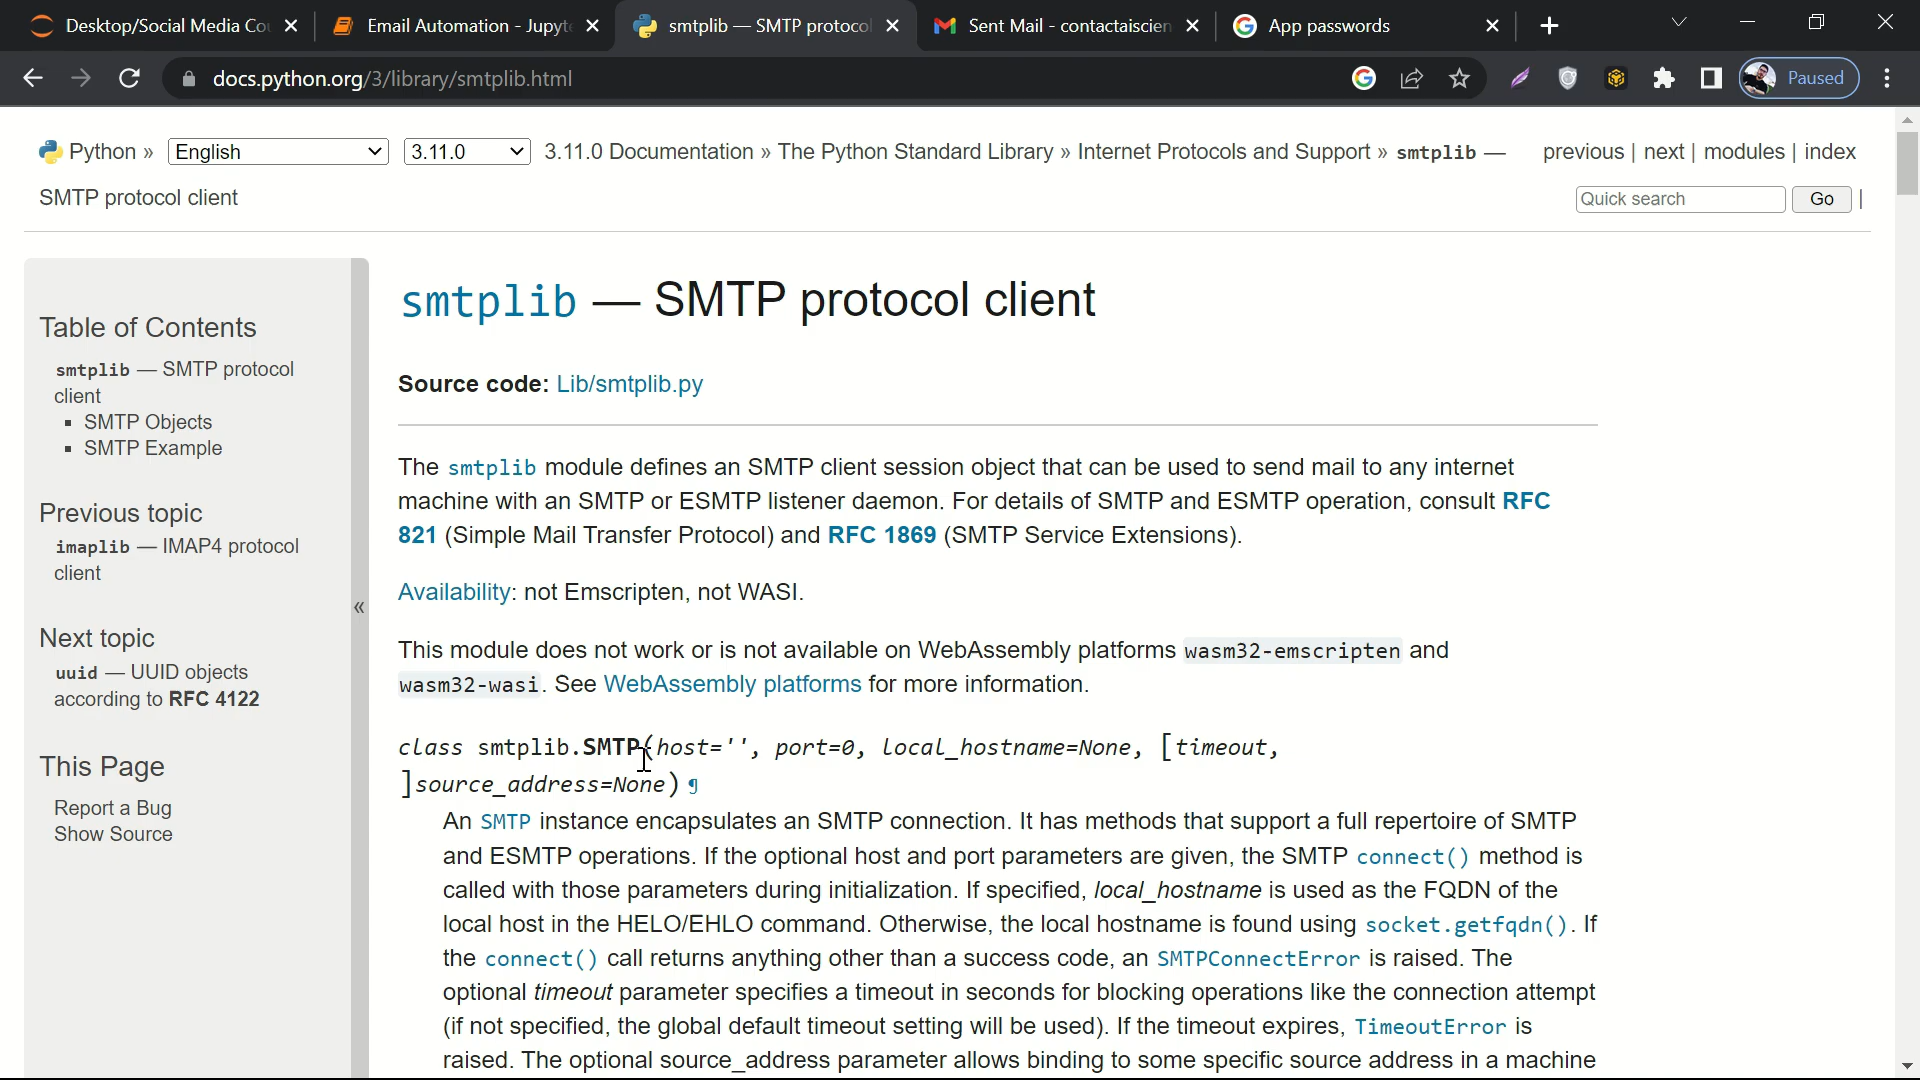 Desktop/Social Media Co
Email Automation - Jupyte
smtplib — SMTP protocol
Sent Mail - contactaiscien
App passwords
docs.python.org/3/library/smtplib.html
Paused
Python » English 3.11.0 3.11.0 Documentation » The Python Standard Library » Internet Protocols and Support » smtplib —
SMTP protocol client
previous | next | modules | index
Quick search Go |
Table of Contents
smtplib — SMTP protocol
client
SMTP Objects
SMTP Example
Previous topic
imaplib — IMAP4 protocol
client
Next topic
uuid — UUID objects
according to RFC 4122
This Page
Report a Bug
Show Source
«
smtplib — SMTP protocol client
Source code: Lib/smtplib.py
The smtplib module defines an SMTP client session object that can be used to send mail to any internet
machine with an SMTP or ESMTP listener daemon. For details of SMTP and ESMTP operation, consult RFC
821 (Simple Mail Transfer Protocol) and RFC 1869 (SMTP Service Extensions).
Availability: not Emscripten, not WASI.
This module does not work or is not available on WebAssembly platforms wasm32-emscripten and
wasm32-wasi. See WebAssembly platforms for more information.
class smtplib.SMTP(host='', port=0, local_hostname=None, [timeout,
]source_address=None)¶
An SMTP instance encapsulates an SMTP connection. It has methods that support a full repertoire of SMTP
and ESMTP operations. If the optional host and port parameters are given, the SMTP connect() method is
called with those parameters during initialization. If specified, local_hostname is used as the FQDN of the
local host in the HELO/EHLO command. Otherwise, the local hostname is found using socket.getfqdn(). If
the connect() call returns anything other than a success code, an SMTPConnectError is raised. The
optional timeout parameter specifies a timeout in seconds for blocking operations like the connection attempt
(if not specified, the global default timeout setting will be used). If the timeout expires, TimeoutError is
raised. The optional source_address parameter allows binding to some specific source address in a machine